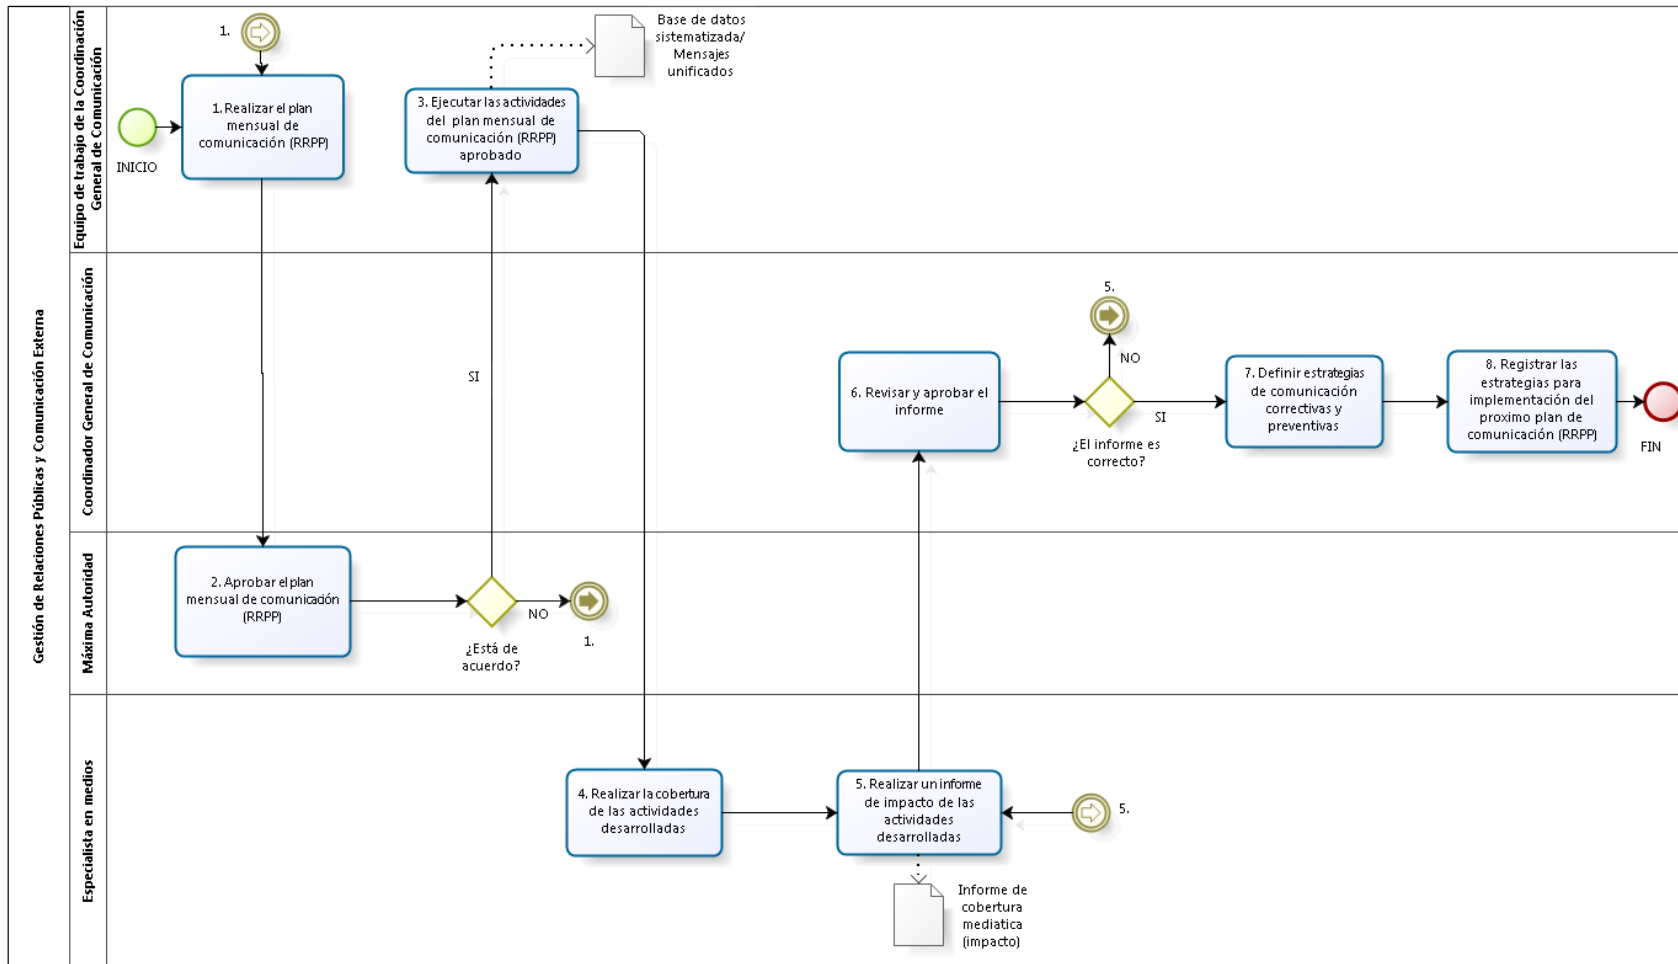 Gestión de Relaciones Públicas y Comunicación Externa
Equipo de trabajo de la Coordinación
General de Comunicación
1.
INICIO
1. Realizar el plan
mensual de
comunicación (RRPP)
3. Ejecutar las actividades
del plan mensual de
comunicación (RRPP)
aprobado
Base de datos
sistematizada/
Mensajes
unificados
Coordinador General de Comunicación
SI
6. Revisar y aprobar el
informe
5.
NO
¿El informe es
correcto?
SI
7. Definir estrategias
de comunicación
correctivas y
preventivas
8. Registrar las
estrategias para
implementación del
proximo plan de
comunicación (RRPP)
FIN
Máxima Autoridad
2. Aprobar el plan
mensual de comunicación
(RRPP)
¿Está de
acuerdo?
NO
1.
Especialista en medios
4. Realizar la cobertura
de las actividades
desarrolladas
5. Realizar un informe
de impacto de las
actividades
desarrolladas
5.
Informe de
cobertura
mediatica
(impacto)